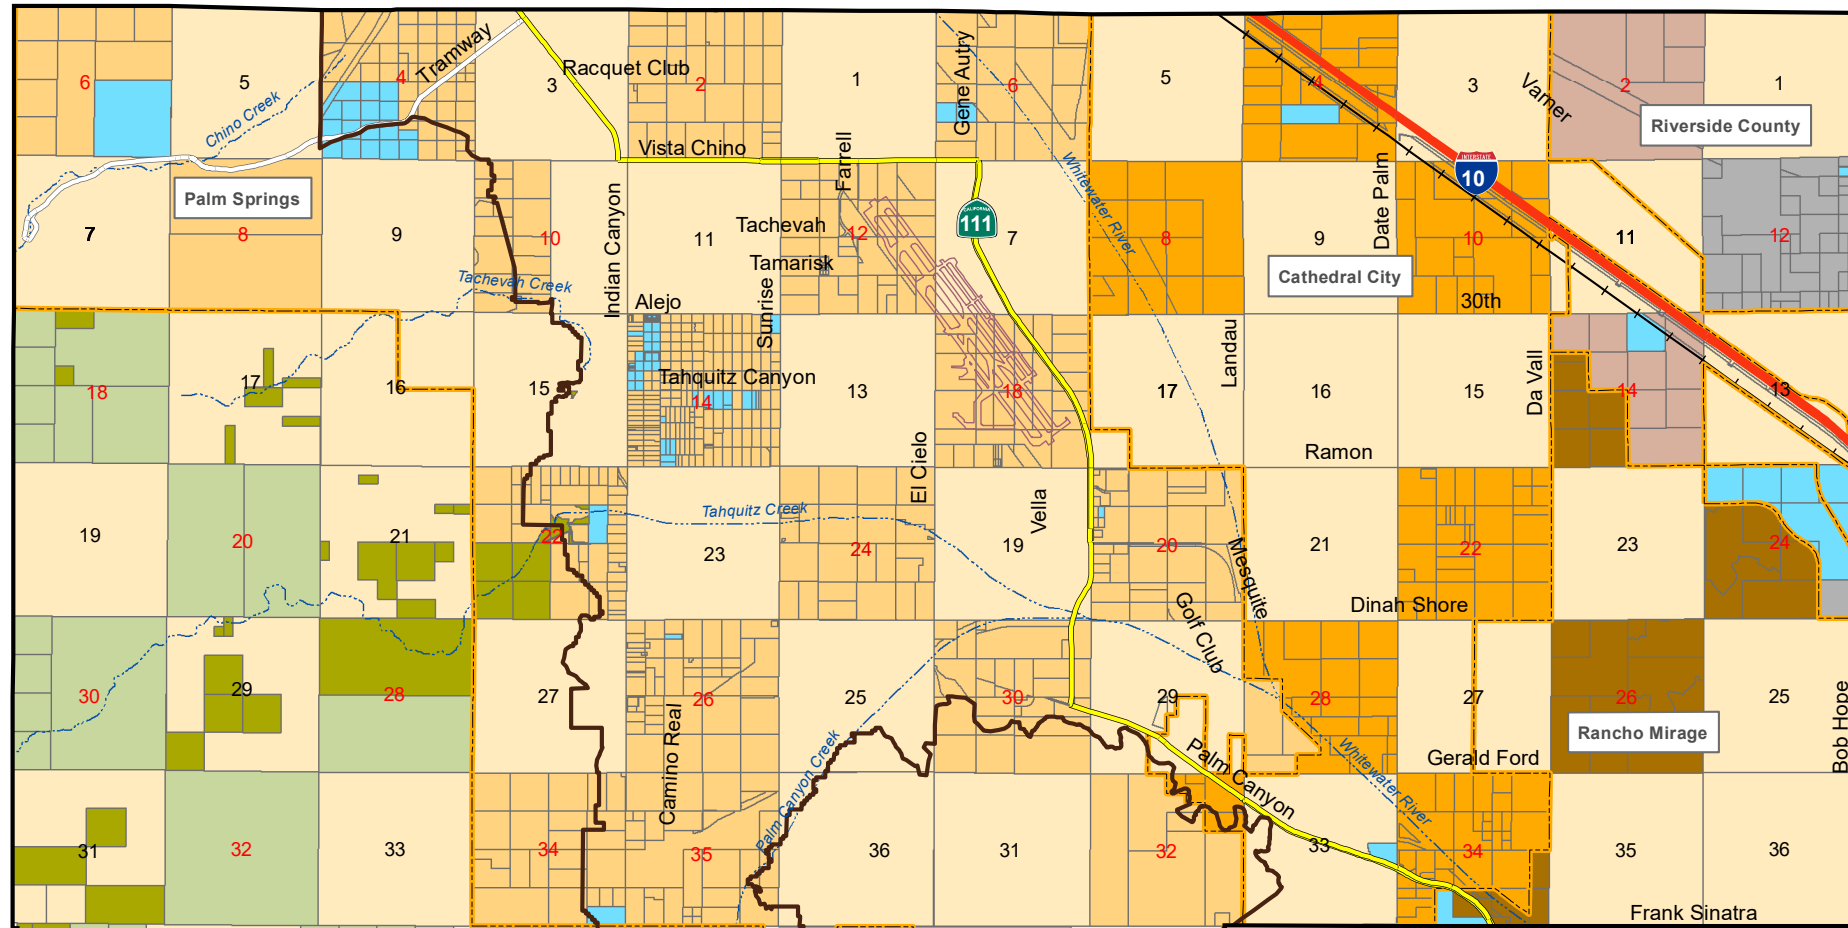 6
5
4
Tramway
3
Racquet Club
2
1
Gene Autry
6
5
4
3
Varner
2
1
Riverside County
Chino Creek
Vista Chino
Farrell
Whitewater River
Date Palm
INTERSTATE
10
Palm Springs
7
8
9
10
Indian Canyon
11
Tachevah
12
CALIFORNIA
111
7
8
9
10
11
12
Tamarisk
Cathedral City
Tachevah Creek
Alejo
Sunrise
30th
18
17
16
15
Tahquitz Canyon
14
13
18
17
Landau
16
15
Da Vall
14
13
Ramon
El Cielo
Vella
Tahquitz Creek
19
20
21
22
23
24
19
20
Mesquite
21
22
23
24
Golf Club
Dinah Shore
30
29
28
27
26
25
30
29
28
27
26
25
Camino Real
Palm Canyon Creek
Palm Canyon
Whitewater River
Gerald Ford
Rancho Mirage
Bob Hope
31
32
33
34
35
36
31
32
33
34
35
36
Frank Sinatra